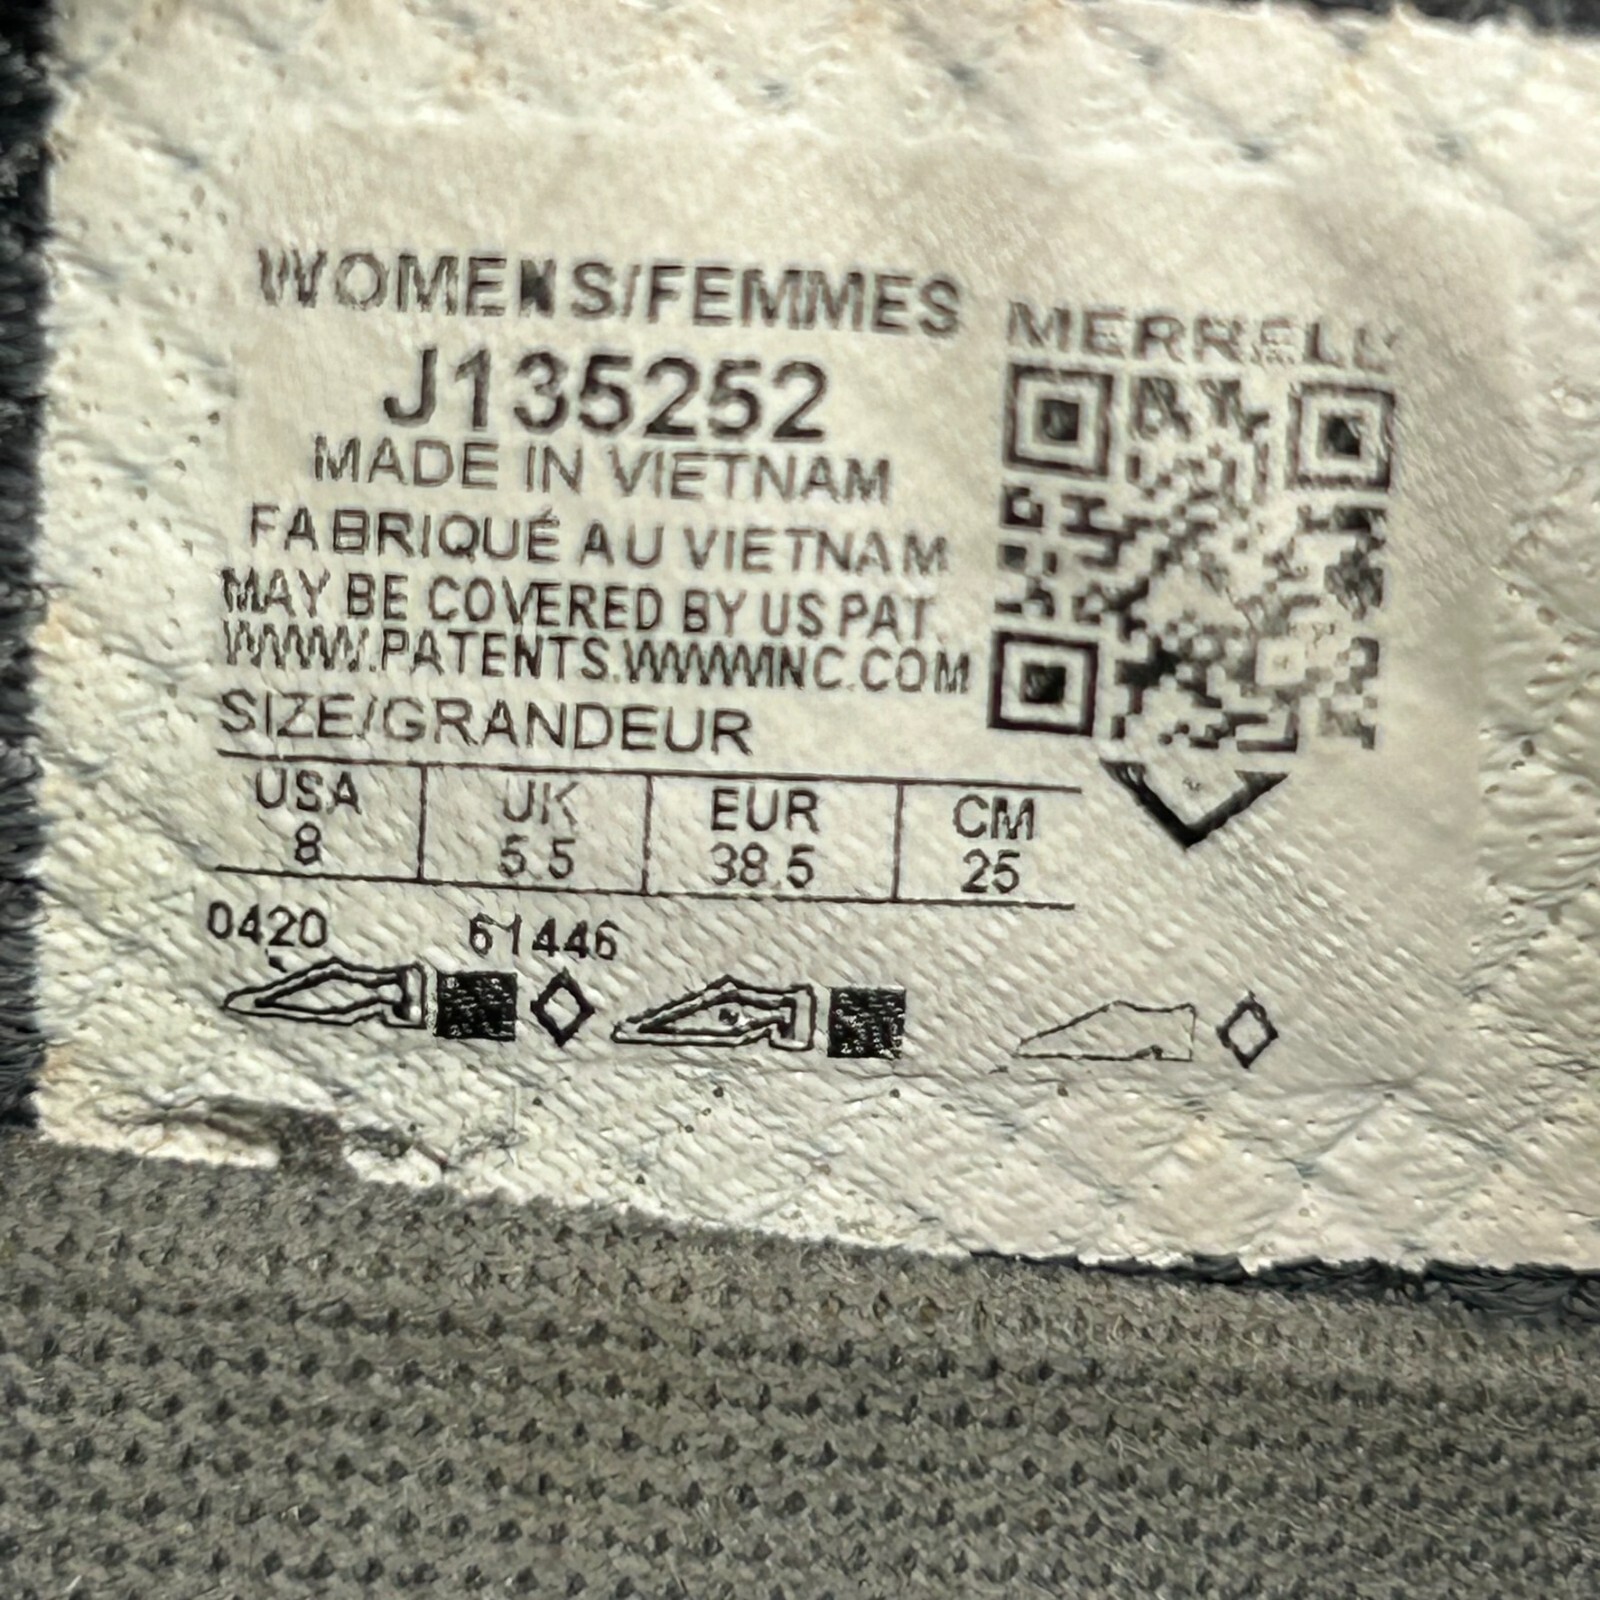 WOMENS/FEMMES
MERRELL
J135252
MADE IN VIETNAM
FABRIQUÉ AU VIETNAM
MAY BE COVERED BY US PAT.
WWW.PATENTS.WWWINC.COM
SIZE/GRANDEUR
USA UK EUR CM
8 5.5 38.5 25
0420 61446